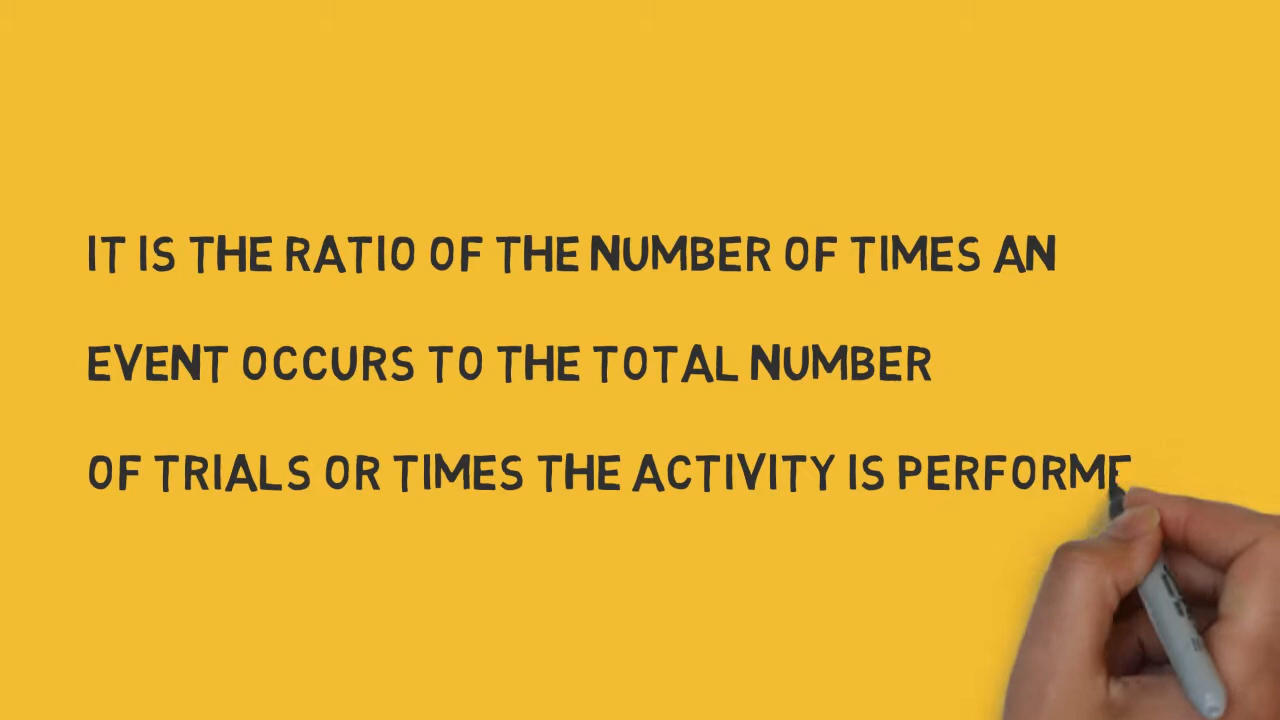 IT IS THE RATIO OF THE NUMBER OF TIMES AN
EVENT OCCURS TO THE TOTAL NUMBER
OF TRIALS OR TIMES THE ACTIVITY IS PERFORME